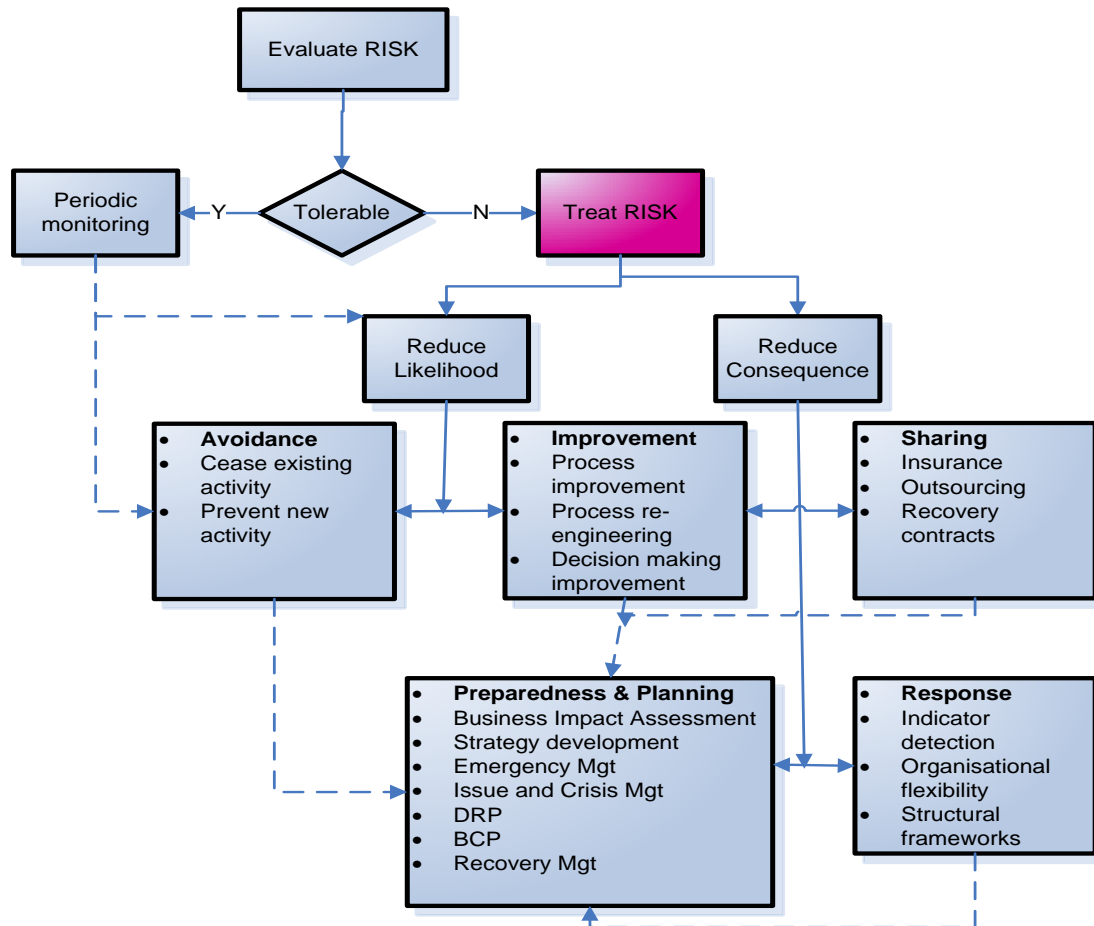 Evaluate RISK
Periodic
monitoring
Y
Tolerable
N
Treat RISK
Reduce
Likelihood
Reduce
Consequence
• Avoidance
• Cease existing
activity
• Prevent new
activity
• Improvement
• Process
improvement
• Process re-
engineering
• Decision making
improvement
• Sharing
• Insurance
• Outsourcing
• Recovery
contracts
• Preparedness & Planning
• Business Impact Assessment
• Strategy development
• Emergency Mgt
• Issue and Crisis Mgt
• DRP
• BCP
• Recovery Mgt
• Response
• Indicator
detection
• Organisational
flexibility
• Structural
frameworks